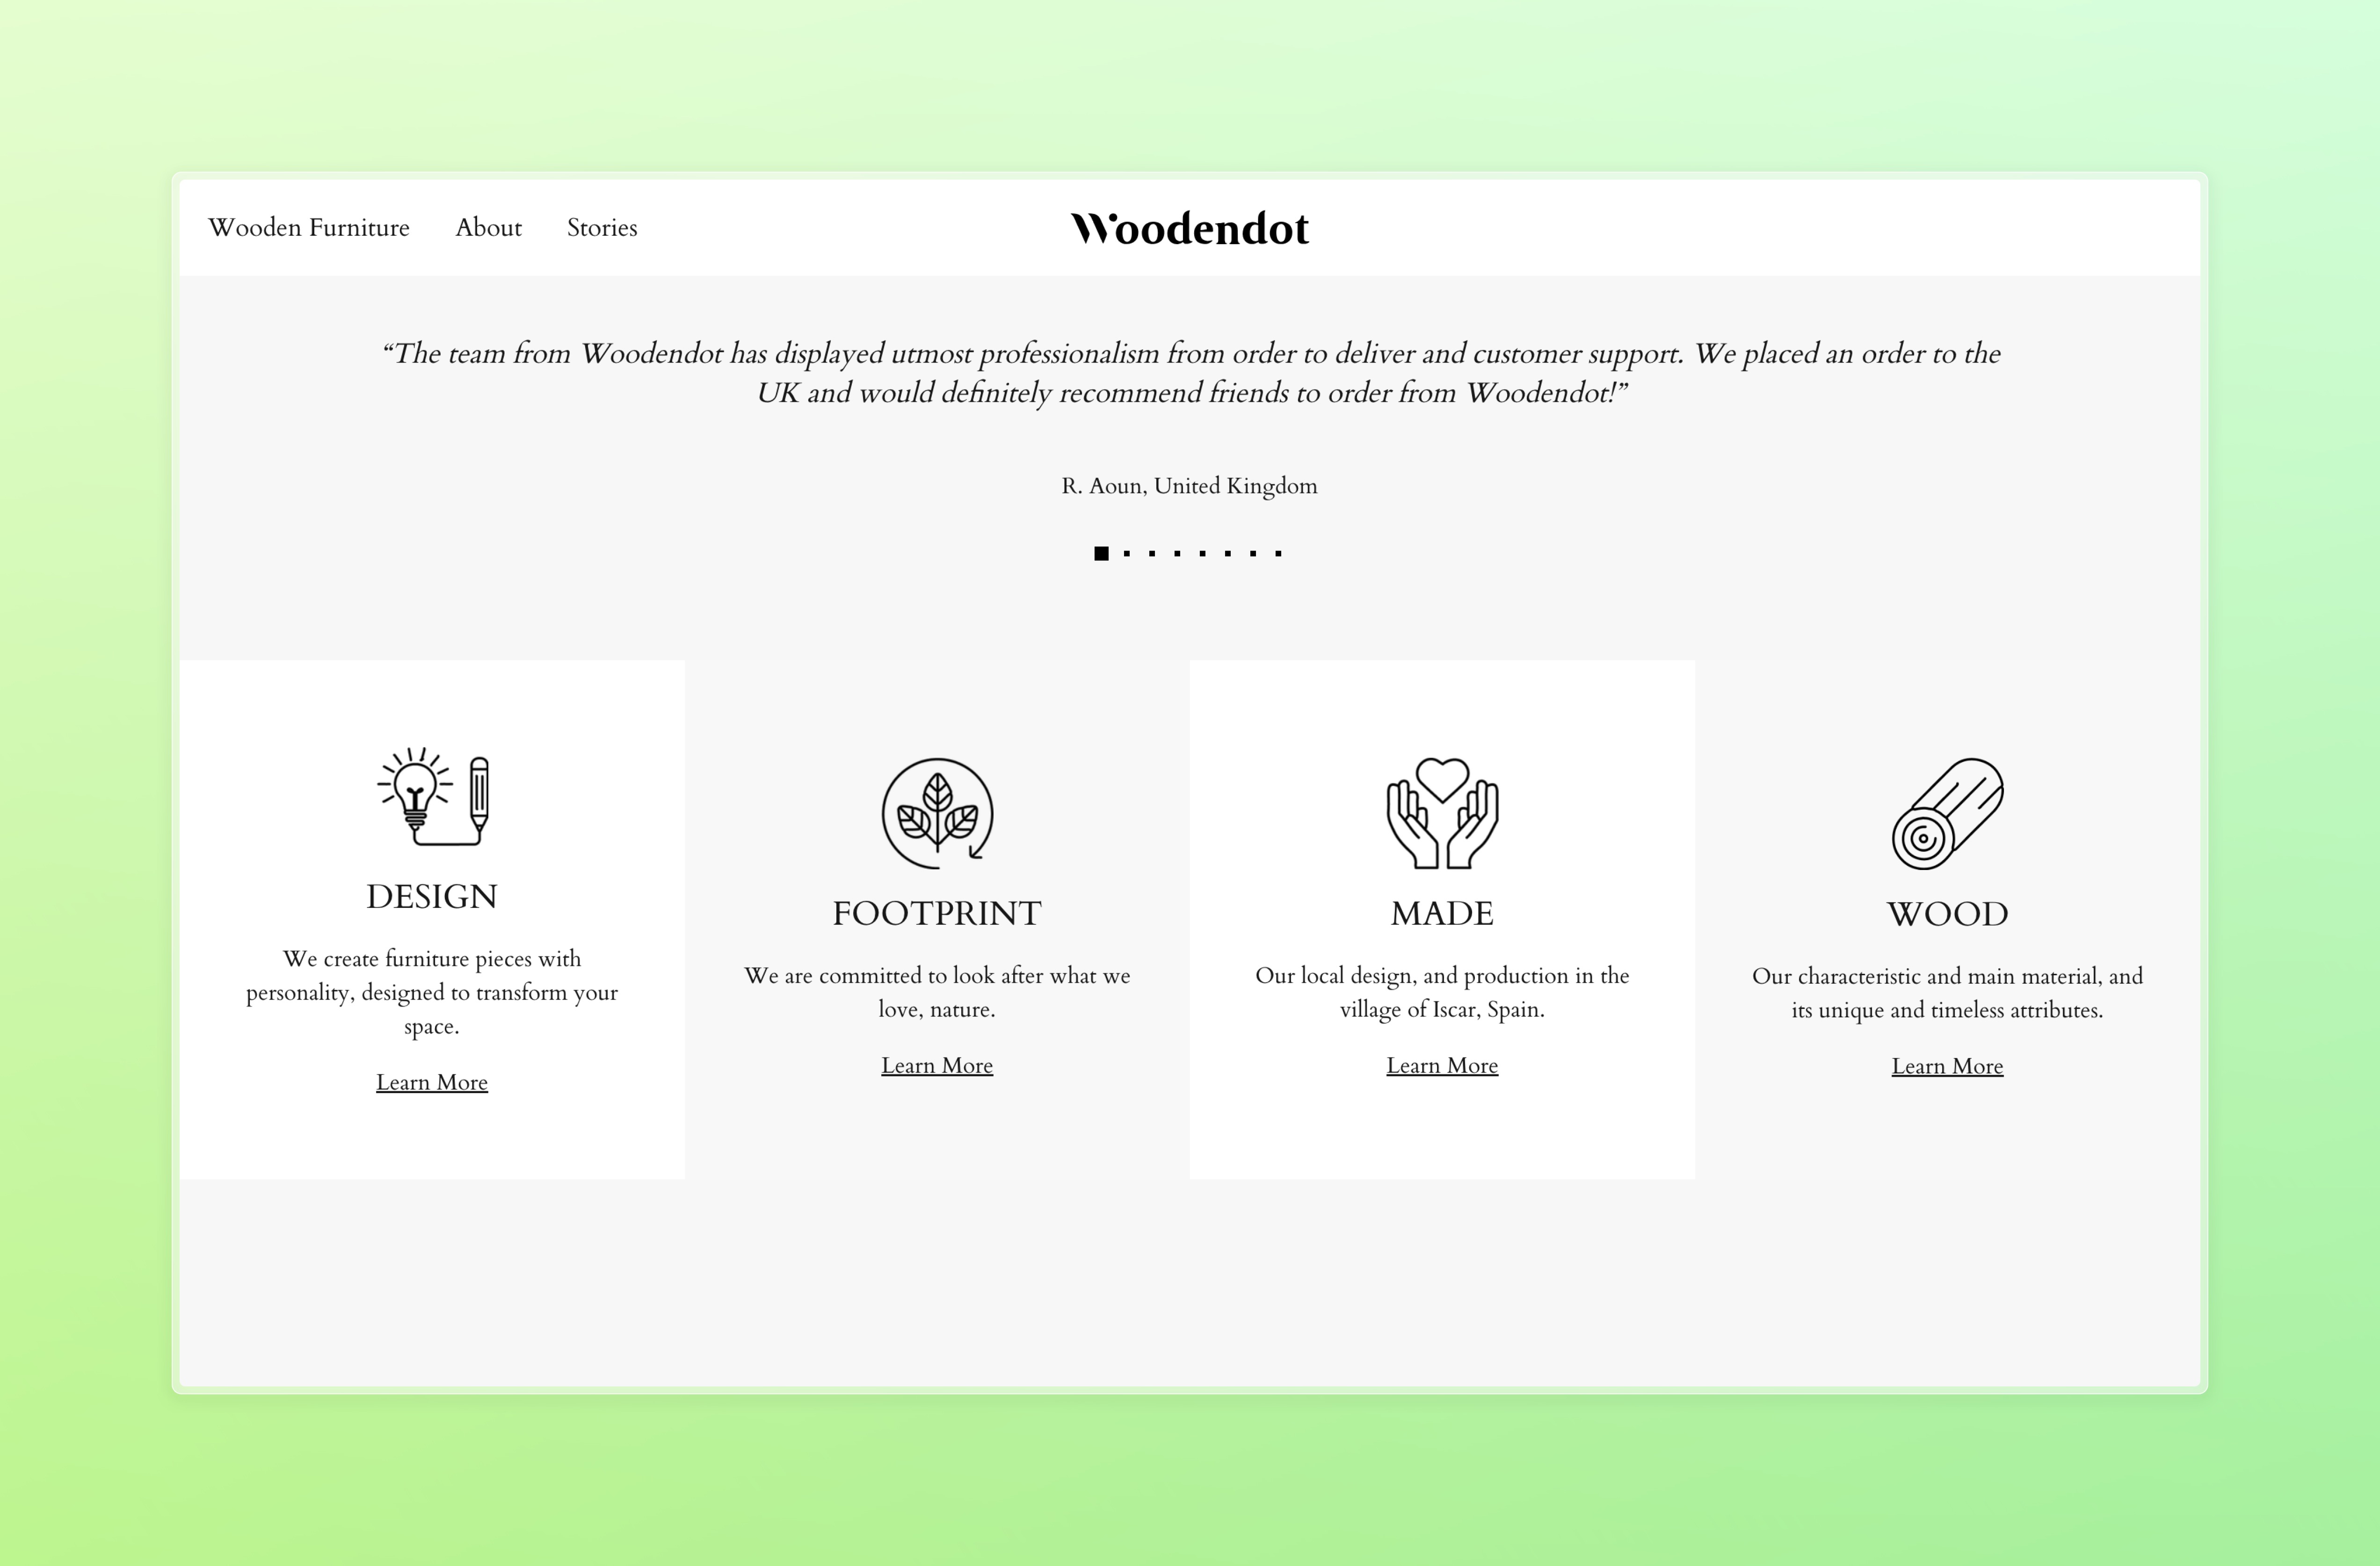 Wooden Furniture About Stories
Woodendot
“The team from Woodendot has displayed utmost professionalism from order to deliver and customer support. We placed an order to the
UK and would definitely recommend friends to order from Woodendot!”
R. Aoun, United Kingdom
DESIGN
We create furniture pieces with
personality, designed to transform your
space.
Learn More
FOOTPRINT
We are committed to look after what we
love, nature.
Learn More
MADE
Our local design, and production in the
village of Iscar, Spain.
Learn More
WOOD
Our characteristic and main material, and
its unique and timeless attributes.
Learn More